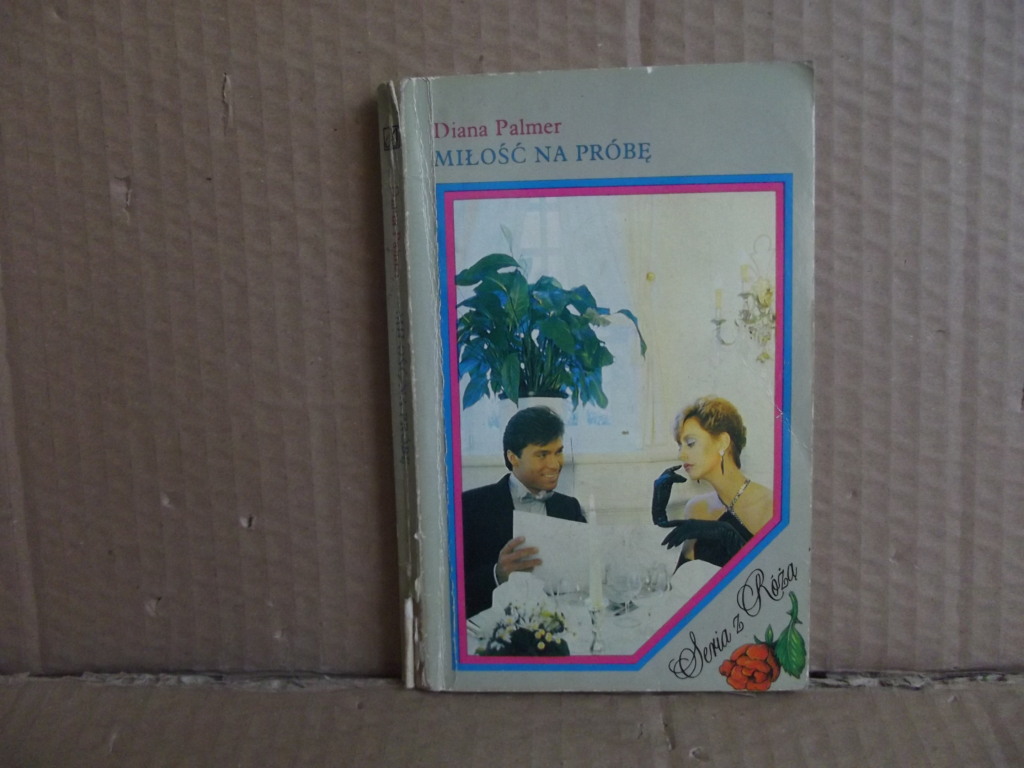 Diana Palmer
MIŁOŚĆ NA PRÓBĘ
Seria z Różą